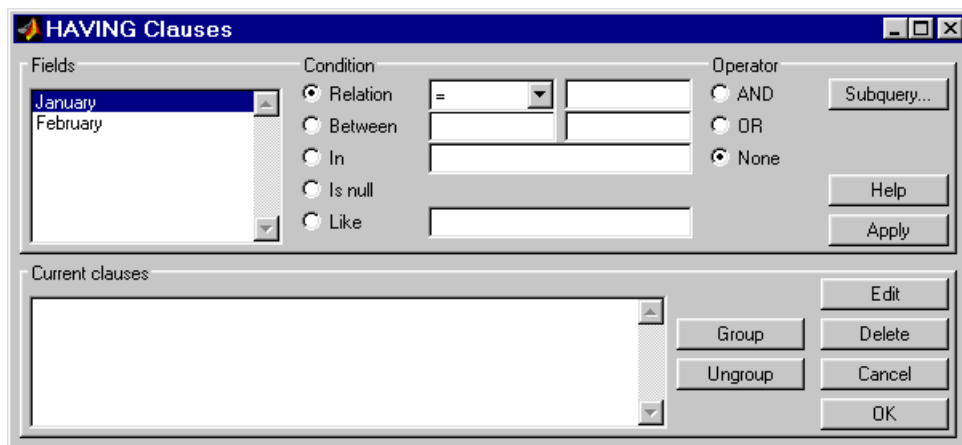 HAVING Clauses
Fields
January
February
Condition
Relation
=
Between
In
Is null
Like
Operator
AND
OR
None
Subquery...
Help
Apply
Current clauses
Group
Ungroup
Edit
Delete
Cancel
OK